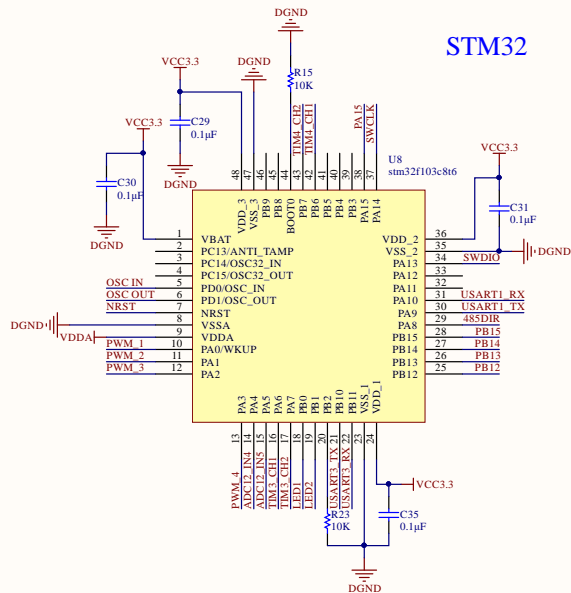 STM32
DGND
R15
10K
VCC3.3
DGND
C29
0.1µF
DGND
VCC3.3
C30
0.1µF
DGND
TIM4_CH2
TIM4_CH1
PA15
SWCLK
U8
stm32f103c8t6
VCC3.3
C31
0.1µF
DGND
48 47 46 45 44 43 42 41 40 39 38 37
VDD_3
VSS_3
PB9
PB8
BOOT0
PB7
PB6
PB5
PB4
PB3
PA15
PA14
1 VBAT
2 PC13/ANTI_TAMP
3 PC14/OSC32_IN
4 PC15/OSC32_OUT
OSC IN 5 PD0/OSC_IN
OSC OUT 6 PD1/OSC_OUT
NRST 7 NRST
DGND 8 VSSA
VDDA 9 VDDA
PWM_1 10 PA0/WKUP
PWM_2 11 PA1
PWM_3 12 PA2
VDD_2 36
VSS_2 35
PA13 34 SWDIO
PA12 33
PA11 32
PA10 31 USART1_RX
PA9 30 USART1_TX
PA8 29 485DIR
PB15 28 PB15
PB14 27 PB14
PB13 26 PB13
PB12 25 PB12
PA3
PA4
PA5
PA6
PA7
PB0
PB1
PB2
PB10
PB11
VSS_1
VDD_1
13 14 15 16 17 18 19 20 21 22 23 24
PWM_4
ADC12_IN4
ADC12_IN5
TIM3_CH1
TIM3_CH2
LED1
LED2
USART3_TX
USART3_RX
R23
10K
VCC3.3
C35
0.1µF
DGND